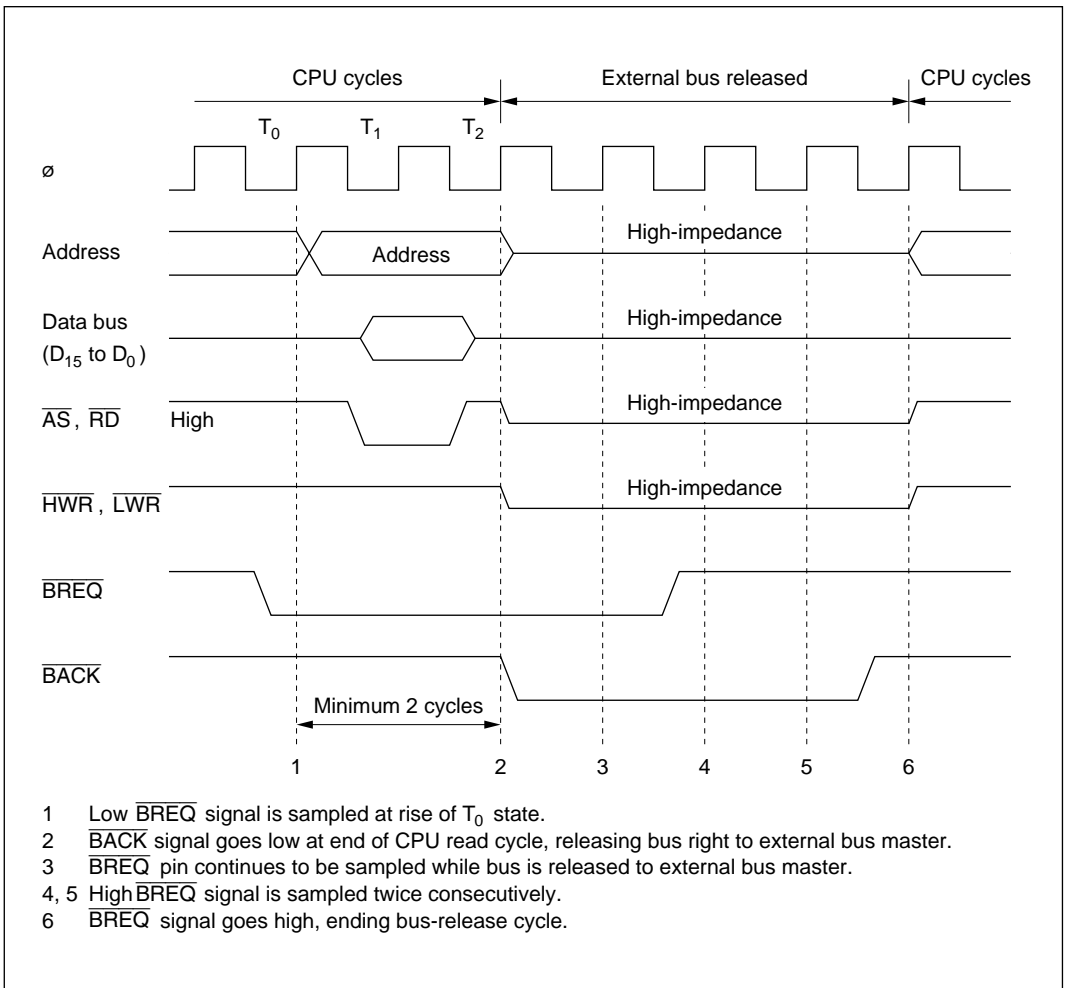 CPU cycles External bus released CPU cycles
T0 T1 T2
ø
Address Address High-impedance
Data bus
(D15 to D0) High-impedance
AS, RD High High-impedance
HWR, LWR High-impedance
BREQ
BACK
Minimum 2 cycles
1 2 3 4 5 6
1 Low BREQ signal is sampled at rise of T0 state.
2 BACK signal goes low at end of CPU read cycle, releasing bus right to external bus master.
3 BREQ pin continues to be sampled while bus is released to external bus master.
4, 5 High BREQ signal is sampled twice consecutively.
6 BREQ signal goes high, ending bus-release cycle.